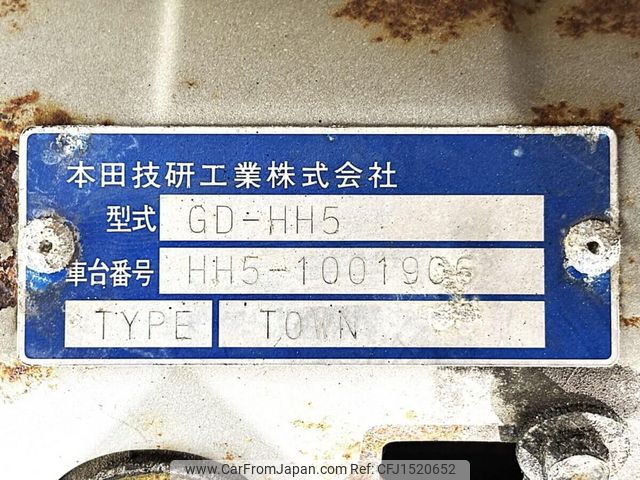 本田技研工業株式会社
型式 GD-HH5
車台番号 HH5-1001906
TYPE TOWN
www.CarFromJapan.com | ID: CFJ1520652